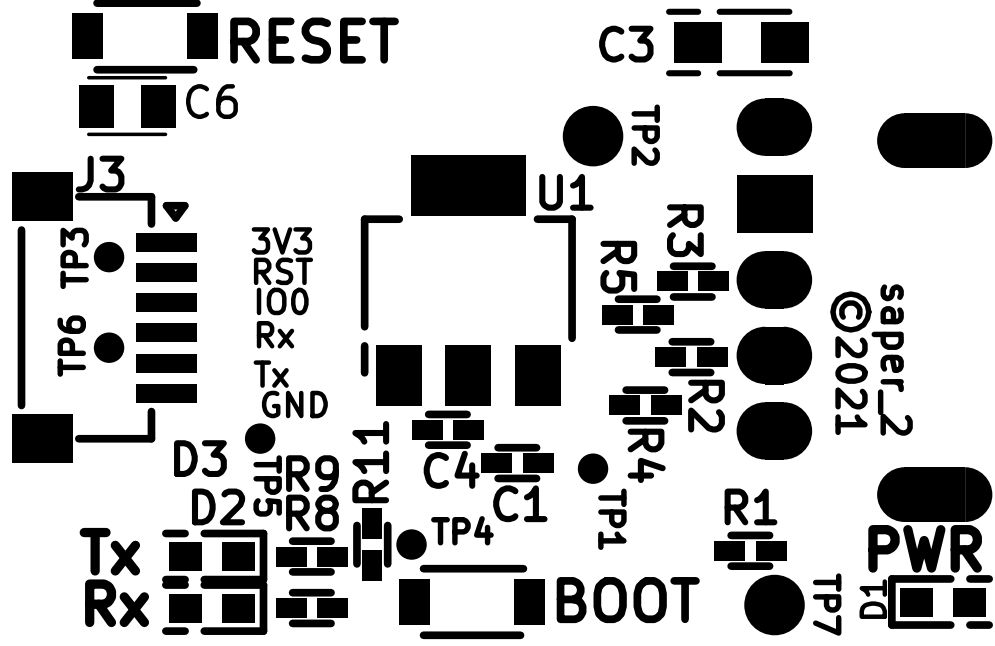 RESET
C3
C6
TP2
J3
U1
R3
TP3
3V3
R5
RST
IO0
saper_2
©2021
TP6
Rx
Tx
GND
R2
R11
R4
D3
TP5
R9
C4
D2
R8
C1
TP1
R1
TP4
PWR
Tx
Rx
BOOT
TP7
D1